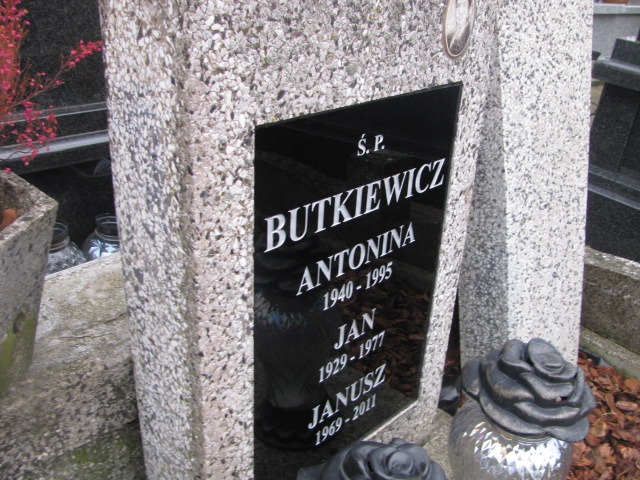 Ś. P.
BUTKIEWICZ
ANTONINA
1940 - 1995
JAN
1929 - 1977
JANUSZ
1969 - 2011